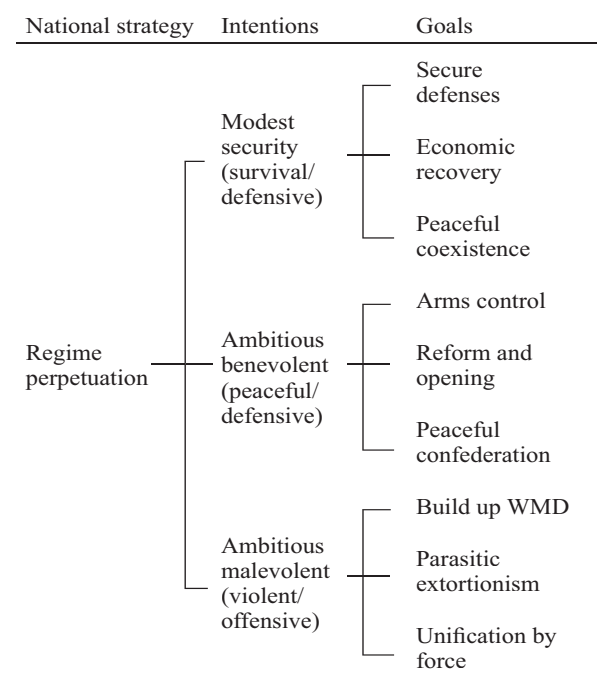 National strategy Intentions Goals
Secure
defenses
Modest
security
(survival/
defensive)
Economic
recovery
Peaceful
coexistence
Regime
perpetuation
Ambitious
benevolent
(peaceful/
defensive)
Arms control
Reform and
opening
Peaceful
confederation
Ambitious
malevolent
(violent/
offensive)
Build up WMD
Parasitic
extortionism
Unification by
force